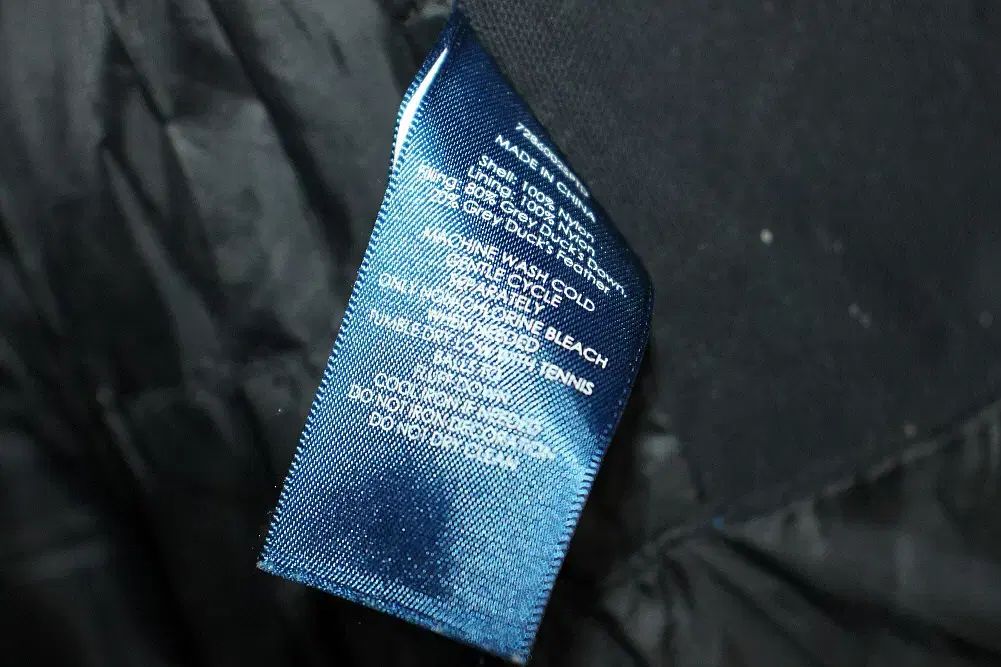 MADE IN CHINA
Shell: 100% Nylon
Lining: 100% Nylon
Filling: 80% Grey Duck's Down,
20% Grey Duck's Feather
MACHINE WASH COLD
GENTLE CYCLE
SEPARATELY
ONLY NON-CHLORINE BLEACH
WHEN NEEDED
TUMBLE DRY LOW WITH TENNIS
BALLS TO
FLUFF DOWN
COOL IRON IF NEEDED
DO NOT IRON DECORATION
DO NOT DRY CLEAN